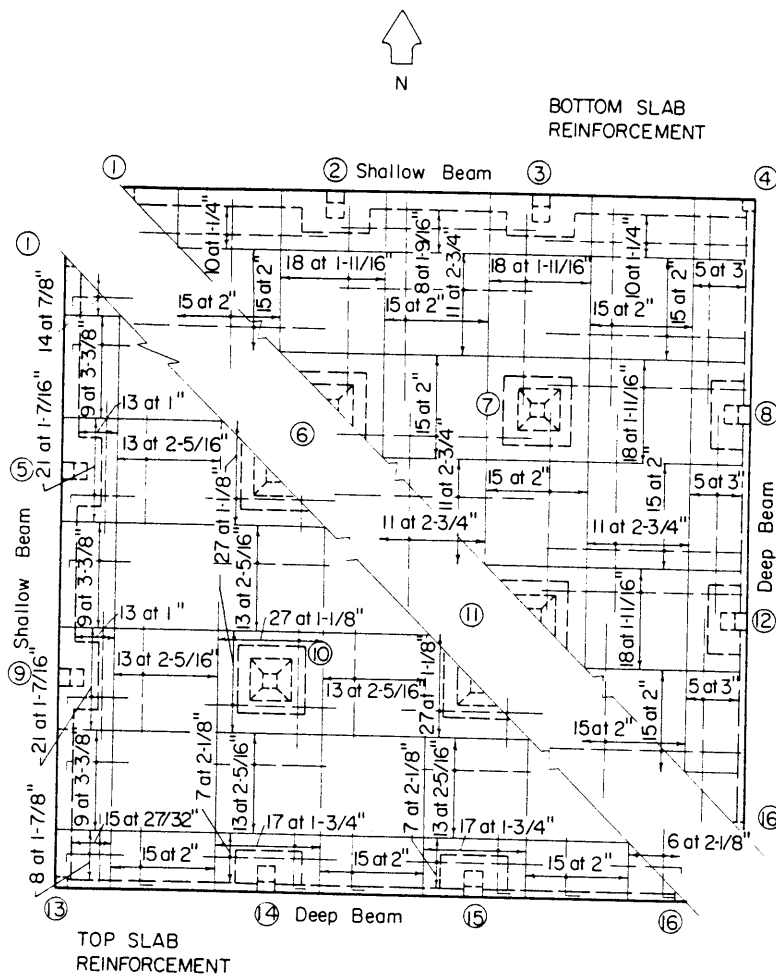 N
BOTTOM SLAB
REINFORCEMENT
1
2
Shallow Beam
3
4
1
10 at 1-1/4"
8 at 1-9/16"
11 at 2-3/4"
10 at 1-1/4"
18 at 1-11/16"
18 at 1-11/16"
15 at 2"
5 at 3"
14 at 7/8"
9 at 3-3/8"
15 at 2"
15 at 2"
15 at 2"
15 at 2"
21 at 1-7/16"
13 at 1"
13 at 2-5/16"
6
15 at 2"
7
18 at 1-11/16"
8
5
27 at 1-1/8"
11 at 2-3/4"
15 at 2"
15 at 2"
5 at 3"
Shallow Beam
9 at 3-3/8"
13 at 2-5/16"
11 at 2-3/4"
11 at 2-3/4"
Deep Beam
13 at 1"
27 at 1-1/8"
11
18 at 1-11/16"
12
9
13 at 2-5/16"
10
13 at 2-5/16"
27 at 1-1/8"
21 at 1-7/16"
15 at 2"
15 at 2"
5 at 3"
9 at 3-3/8"
7 at 2-1/8"
13 at 2-5/16"
7 at 2-1/8"
13 at 2-5/16"
8 at 1-7/8"
15 at 27/32"
17 at 1-3/4"
17 at 1-3/4"
6 at 2-1/8"
16
15 at 2"
15 at 2"
15 at 2"
13
14
Deep Beam
15
16
TOP SLAB
REINFORCEMENT